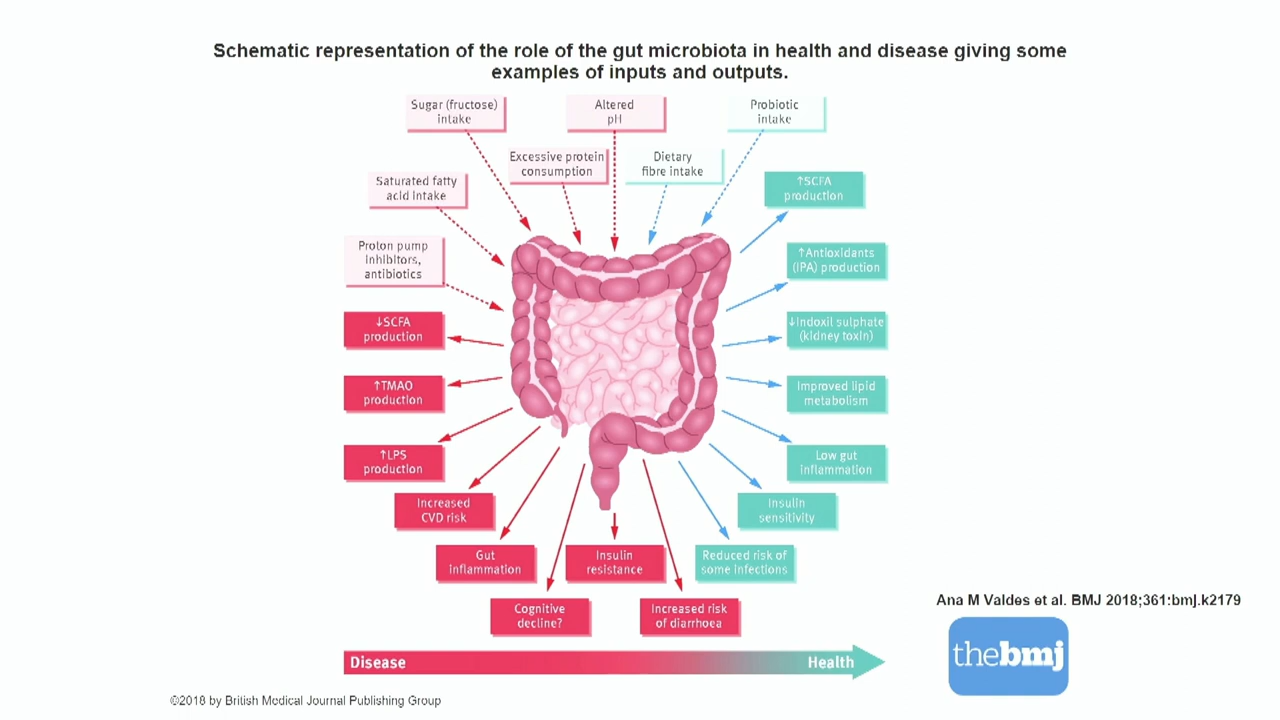 Schematic representation of the role of the gut microbiota in health and disease giving some
examples of inputs and outputs.
Sugar (fructose)
intake
Altered
pH
Probiotic
intake
Excessive protein
consumption
Dietary
fibre intake
Saturated fatty
acid intake
↑SCFA
production
Proton pump
inhibitors,
antibiotics
↑Antioxidants
(IPA) production
↓SCFA
production
↓Indoxil sulphate
(kidney toxin)
↑TMAO
production
Improved lipid
metabolism
↑LPS
production
Low gut
inflammation
Increased
CVD risk
Insulin
sensitivity
Gut
inflammation
Insulin
resistance
Reduced risk of
some infections
Cognitive
decline?
Increased risk
of diarrhoea
Ana M Valdes et al. BMJ 2018;361:bmj.k2179
Disease
Health
thebmj
©2018 by British Medical Journal Publishing Group